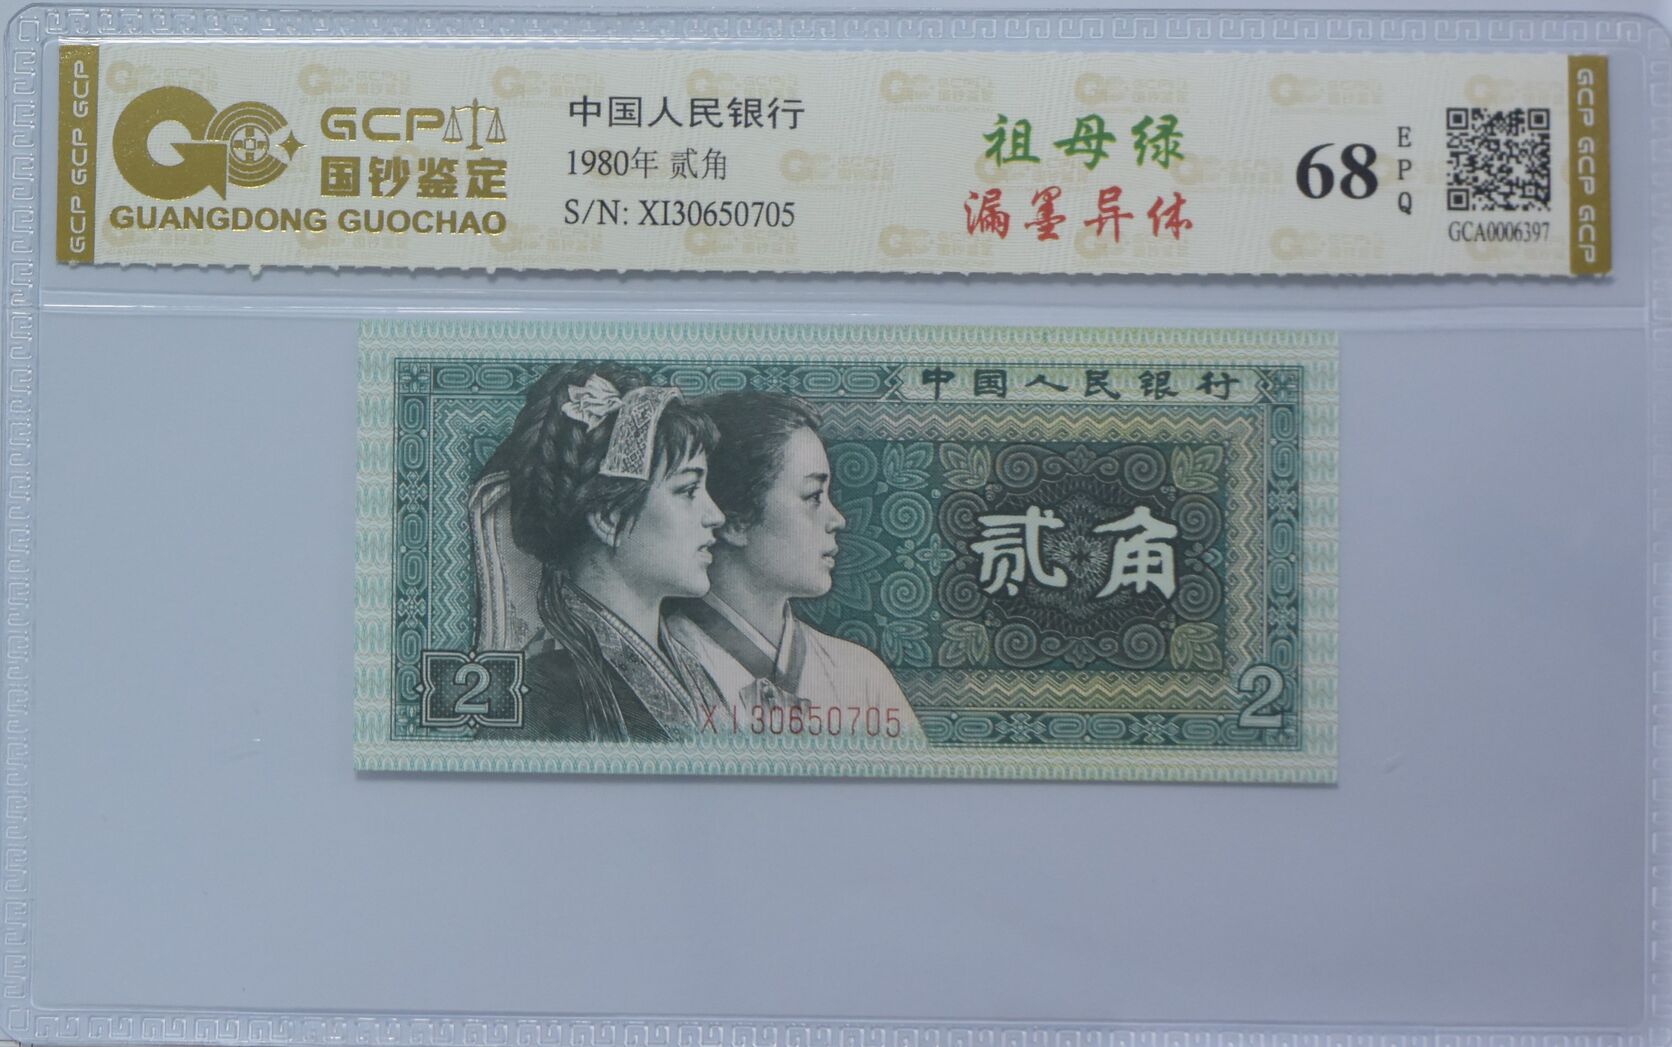 GCP
国钞鉴定
GUANGDONG GUOCHAO
中国人民银行
1980年 贰角
S/N: XI30650705
祖母绿
漏墨异体
68
EPQ
GCA0006397
GCP GCP GCP
GCP GCP GCP
中国人民银行
贰角
2
2
XI30650705